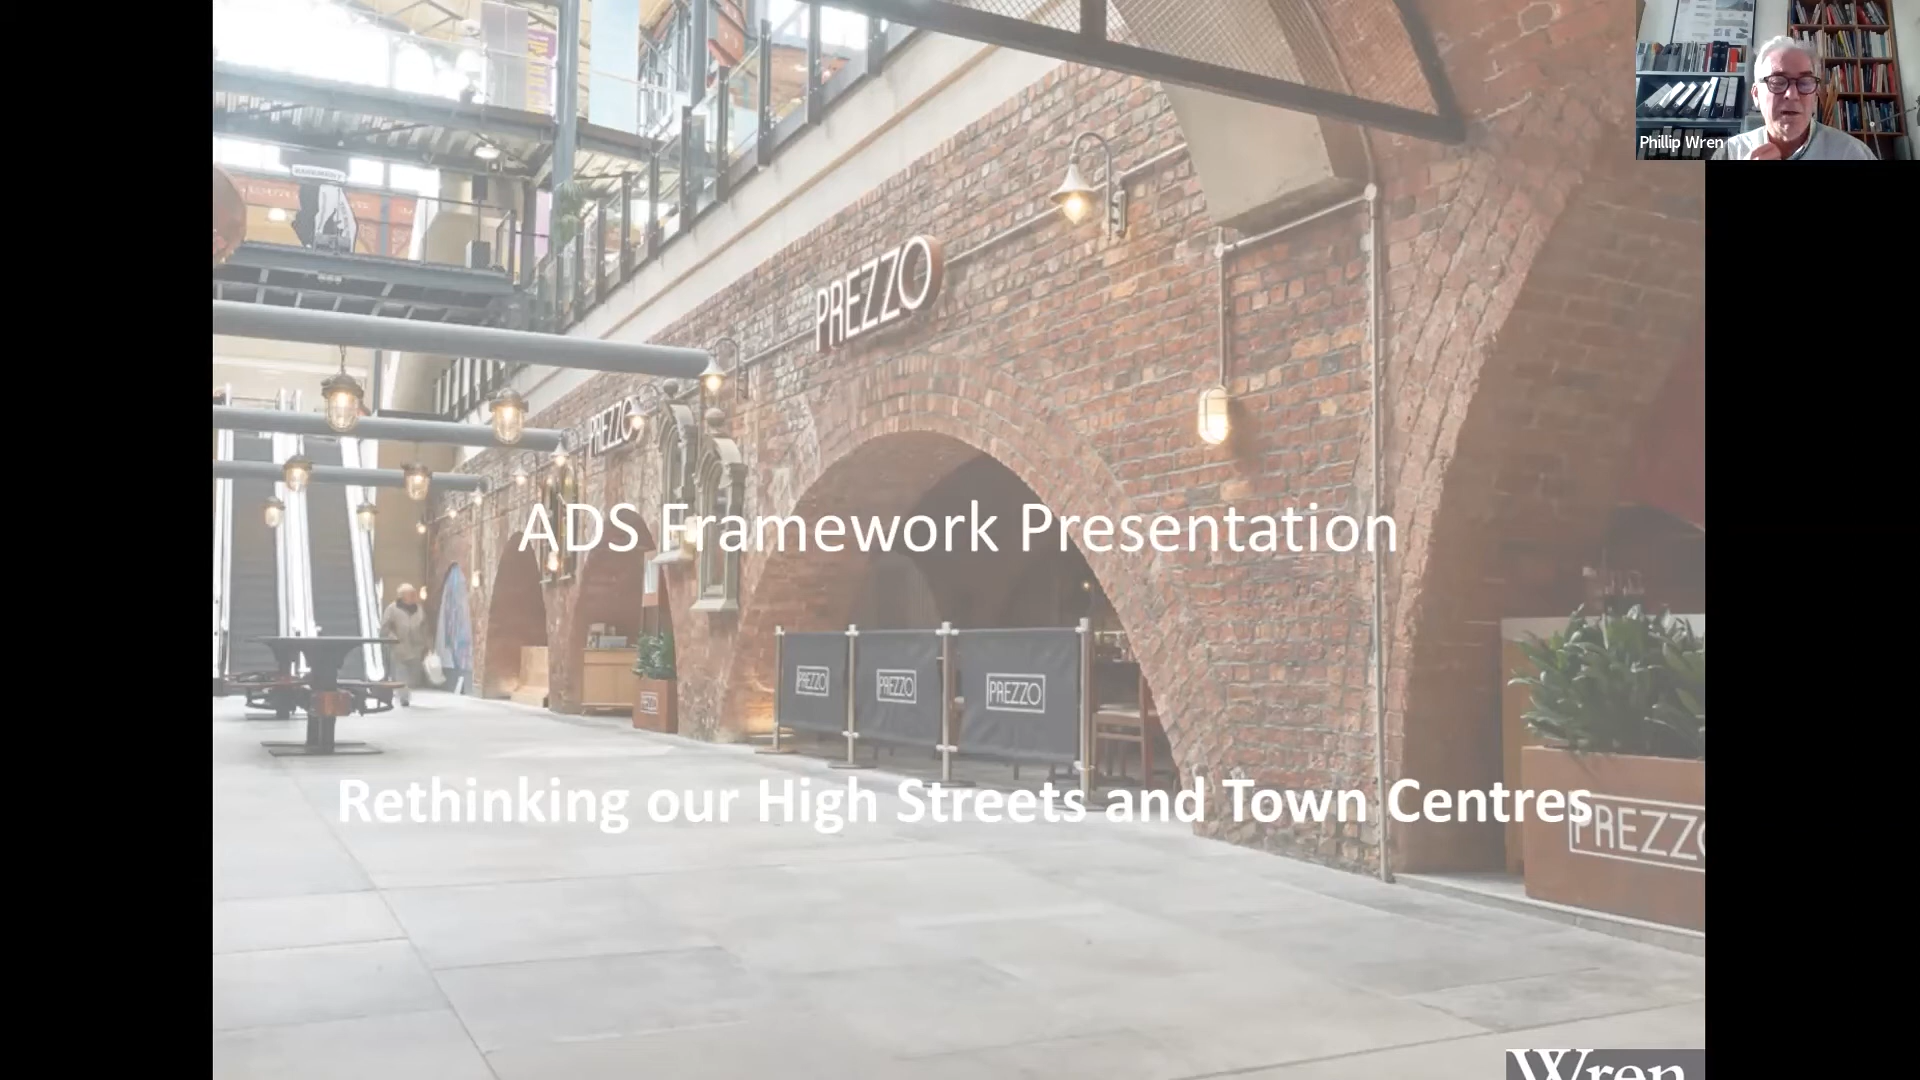 Phillip Wren
PREZZO
PREZZO
ADS Framework Presentation
PREZZO
PREZZO
PREZZO
Rethinking our High Streets and Town Centres
PREZZO
Wren